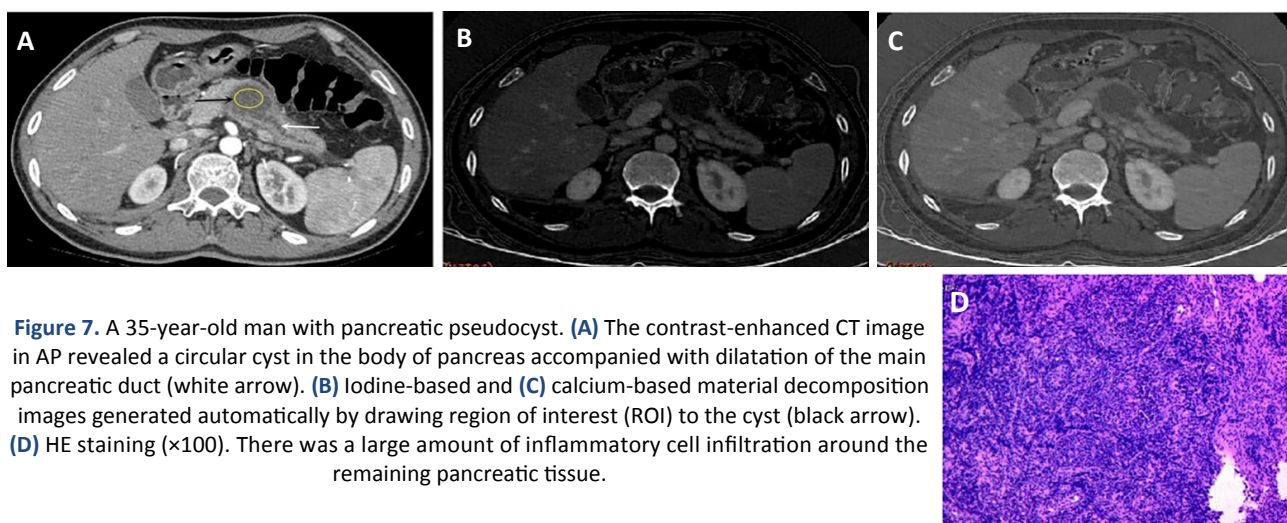 A
B
C
D
Figure 7. A 35-year-old man with pancreatic pseudocyst. (A) The contrast-enhanced CT image
in AP revealed a circular cyst in the body of pancreas accompanied with dilatation of the main
pancreatic duct (white arrow). (B) Iodine-based and (C) calcium-based material decomposition
images generated automatically by drawing region of interest (ROI) to the cyst (black arrow).
(D) HE staining (×100). There was a large amount of inflammatory cell infiltration around the
remaining pancreatic tissue.